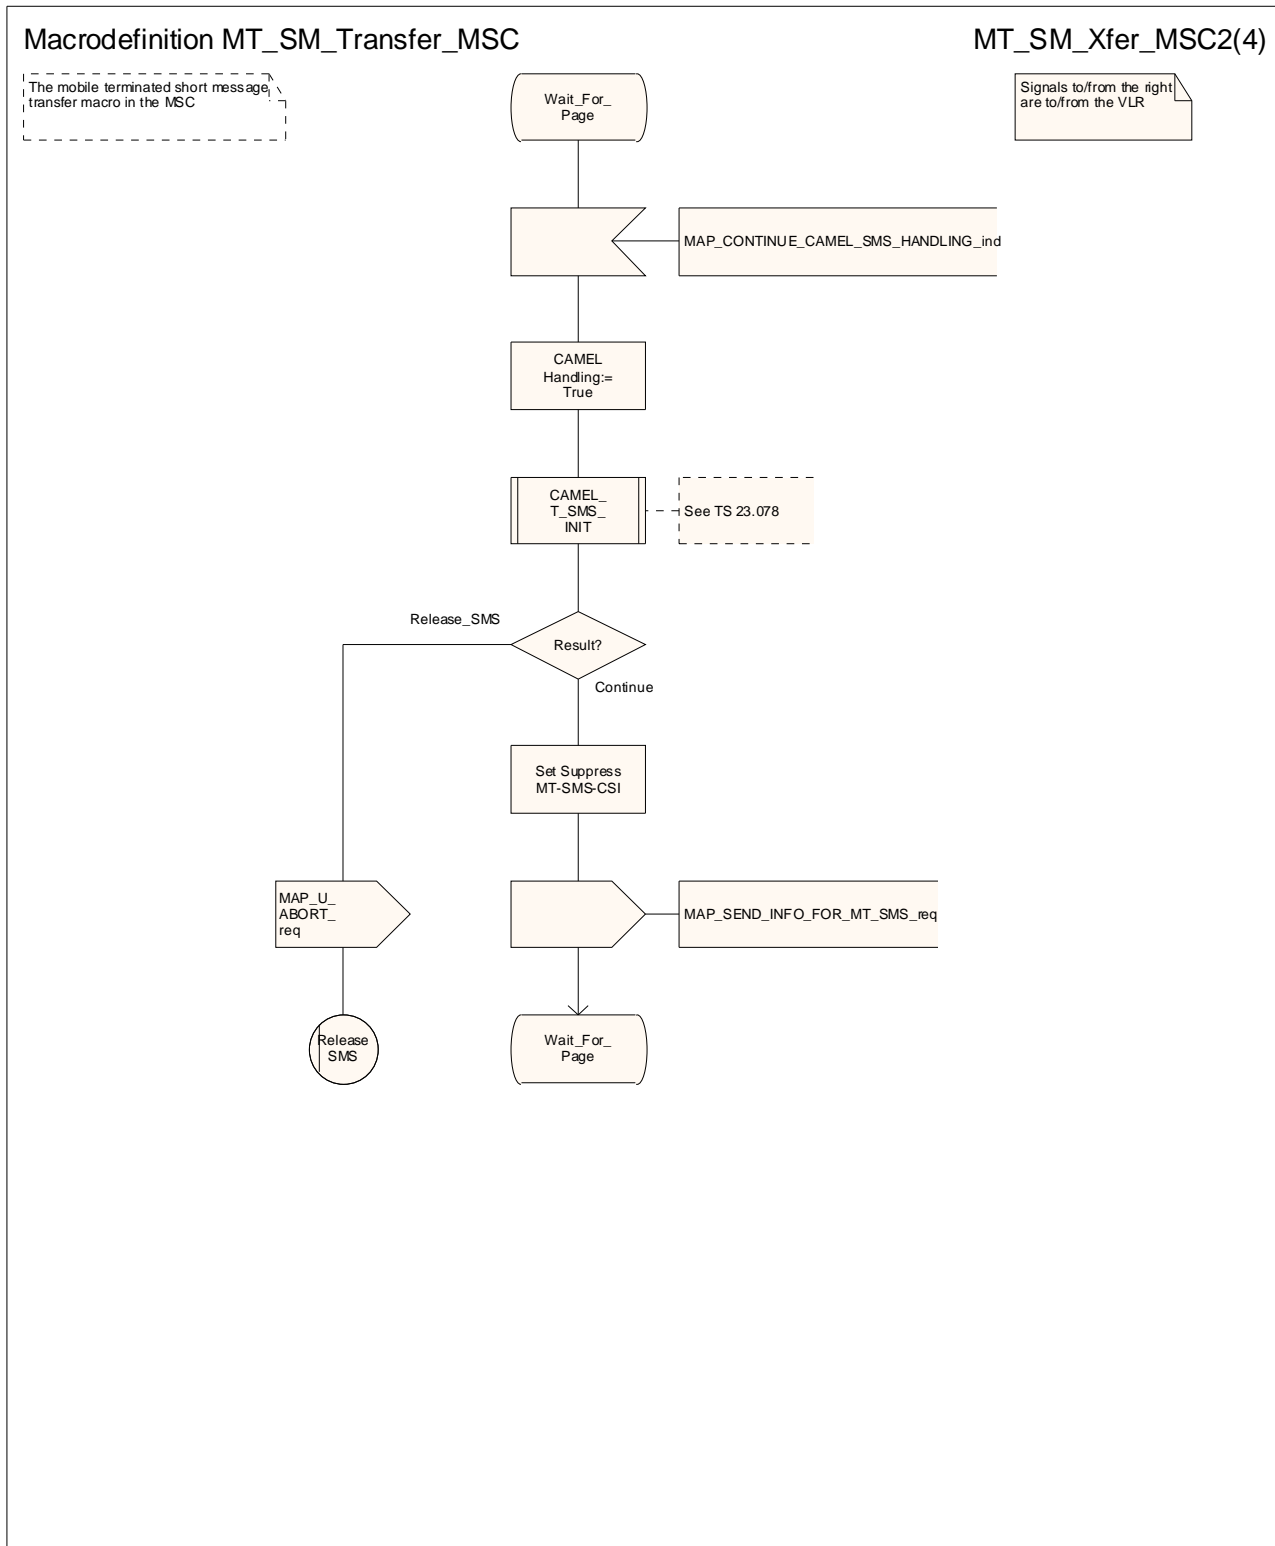 Macrodefinition MT_SM_Transfer_MSC
MT_SM_Xfer_MSC2(4)
The mobile terminated short message
transfer macro in the MSC
Signals to/from the right
are to/from the VLR
Wait_For_
Page
MAP_CONTINUE_CAMEL_SMS_HANDLING_ind
CAMEL
Handling:=
True
CAMEL_
T_SMS_
INIT
See TS 23.078
Release_SMS
Result?
Continue
Set Suppress
MT-SMS-CSI
MAP_U_
ABORT_
req
MAP_SEND_INFO_FOR_MT_SMS_req
Release
SMS
Wait_For_
Page